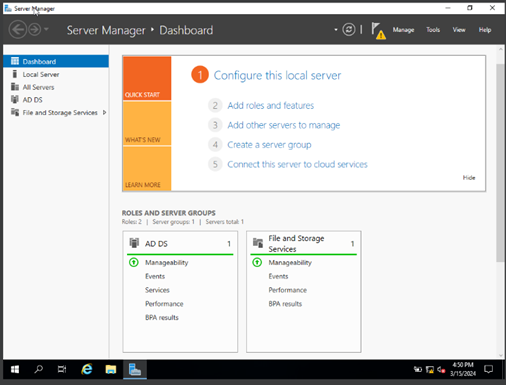 Server Manager
Server Manager • Dashboard
Manage Tools View Help
Dashboard
Local Server
All Servers
AD DS
File and Storage Services
QUICK START
WHAT'S NEW
LEARN MORE
1 Configure this local server
2 Add roles and features
3 Add other servers to manage
4 Create a server group
5 Connect this server to cloud services
Hide
ROLES AND SERVER GROUPS
Roles: 2 | Server groups: 1 | Servers total: 1
AD DS 1
Manageability
Events
Services
Performance
BPA results
File and Storage Services 1
Manageability
Events
Performance
BPA results
4:50 PM
3/15/2024